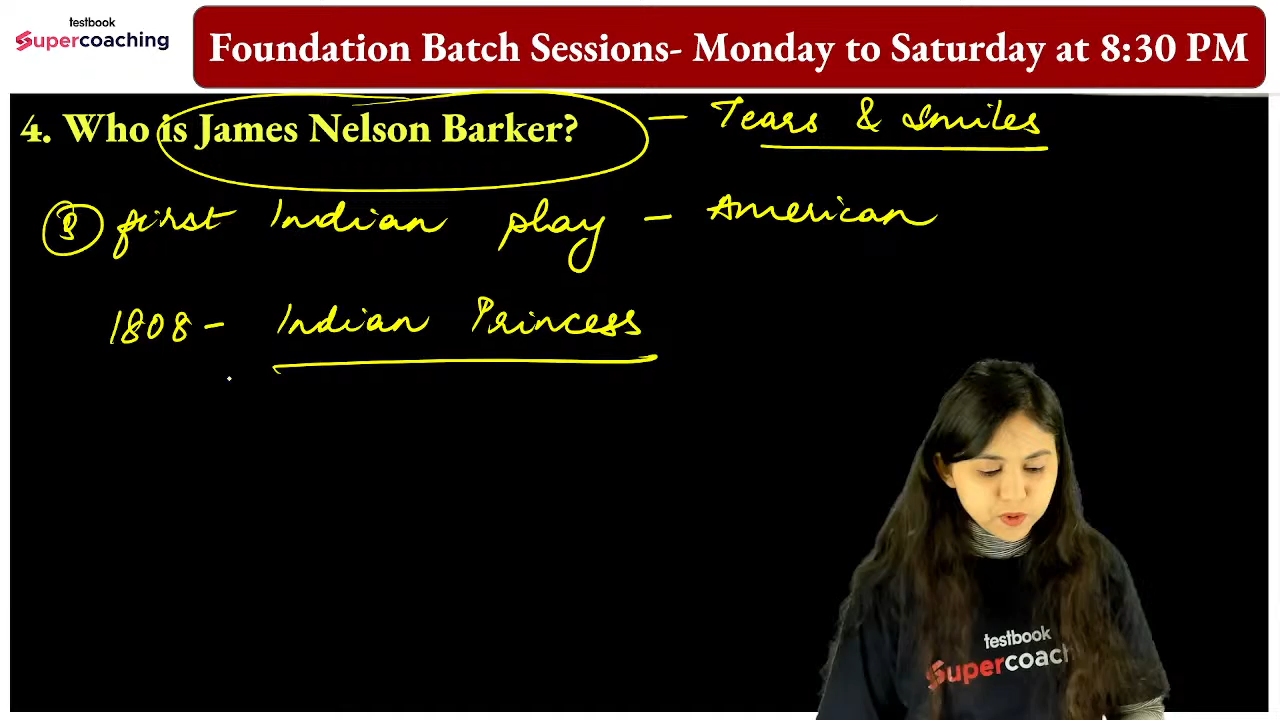 testbook
Supercoaching
Foundation Batch Sessions- Monday to Saturday at 8:30 PM
4. Who is James Nelson Barker? — Tears & Smiles
first Indian play — American
1808 - Indian Princess
testbook
Supercoach